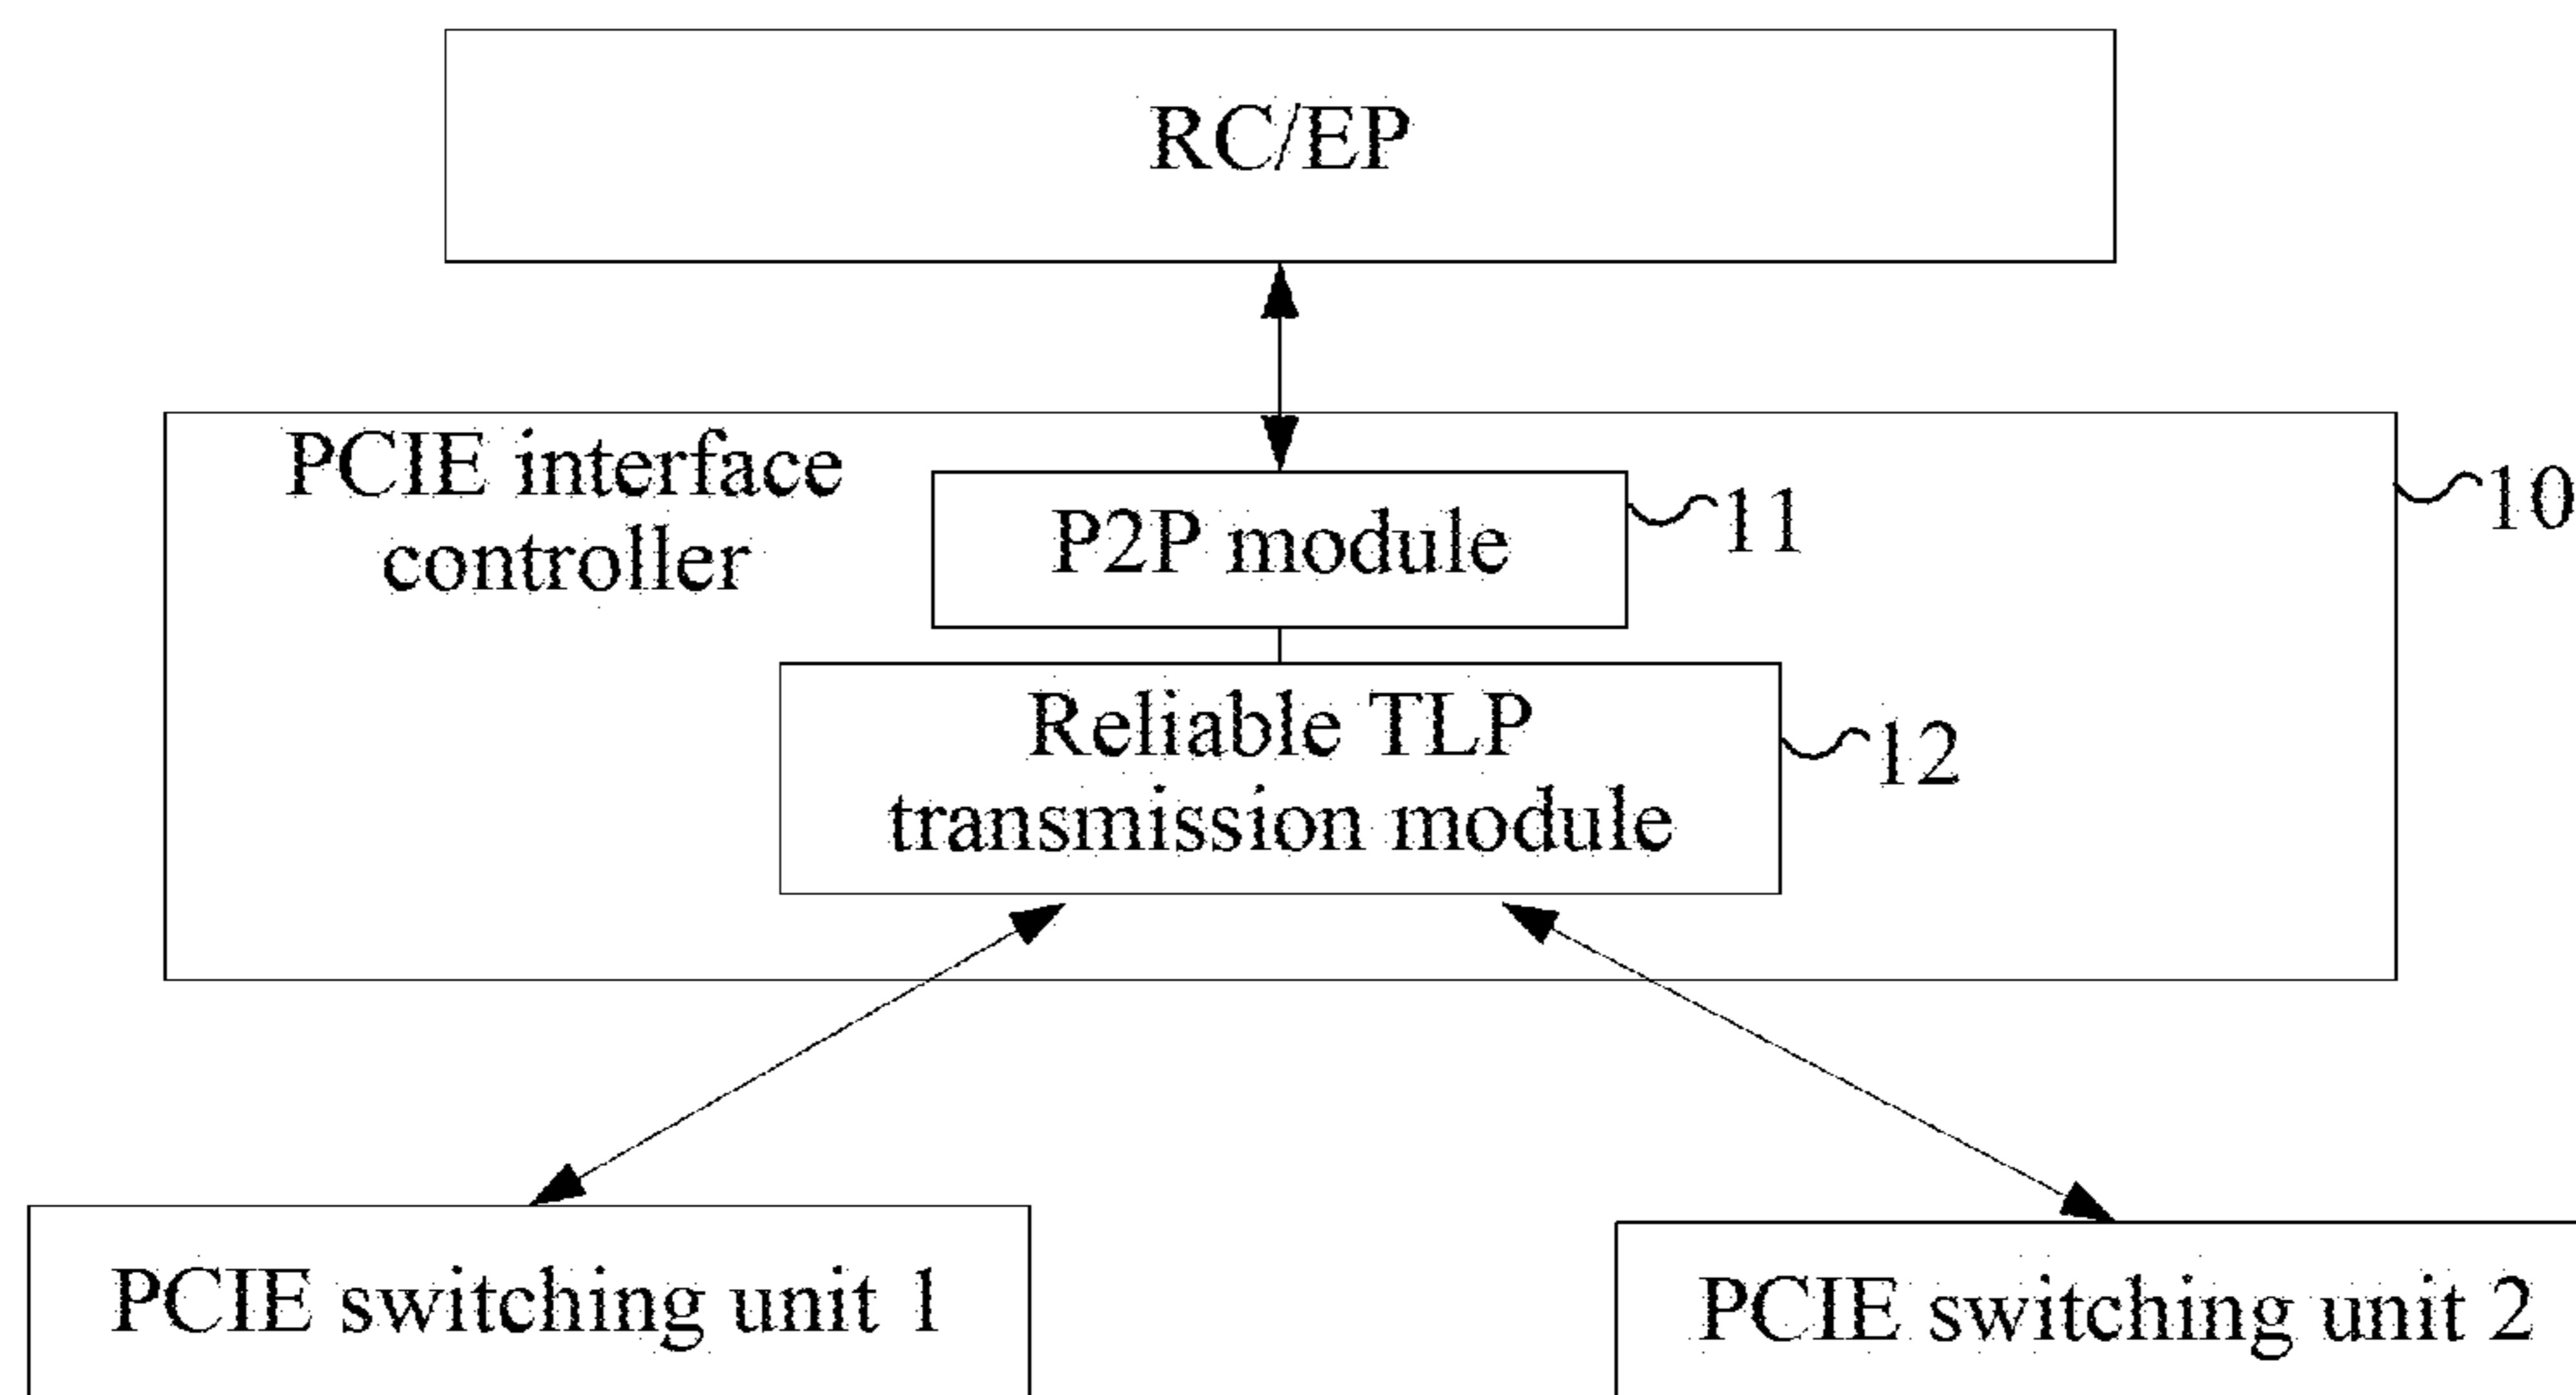 RC/EP
PCIE interface
controller
10
P2P module
11
Reliable TLP
transmission module
12
PCIE switching unit 1
PCIE switching unit 2